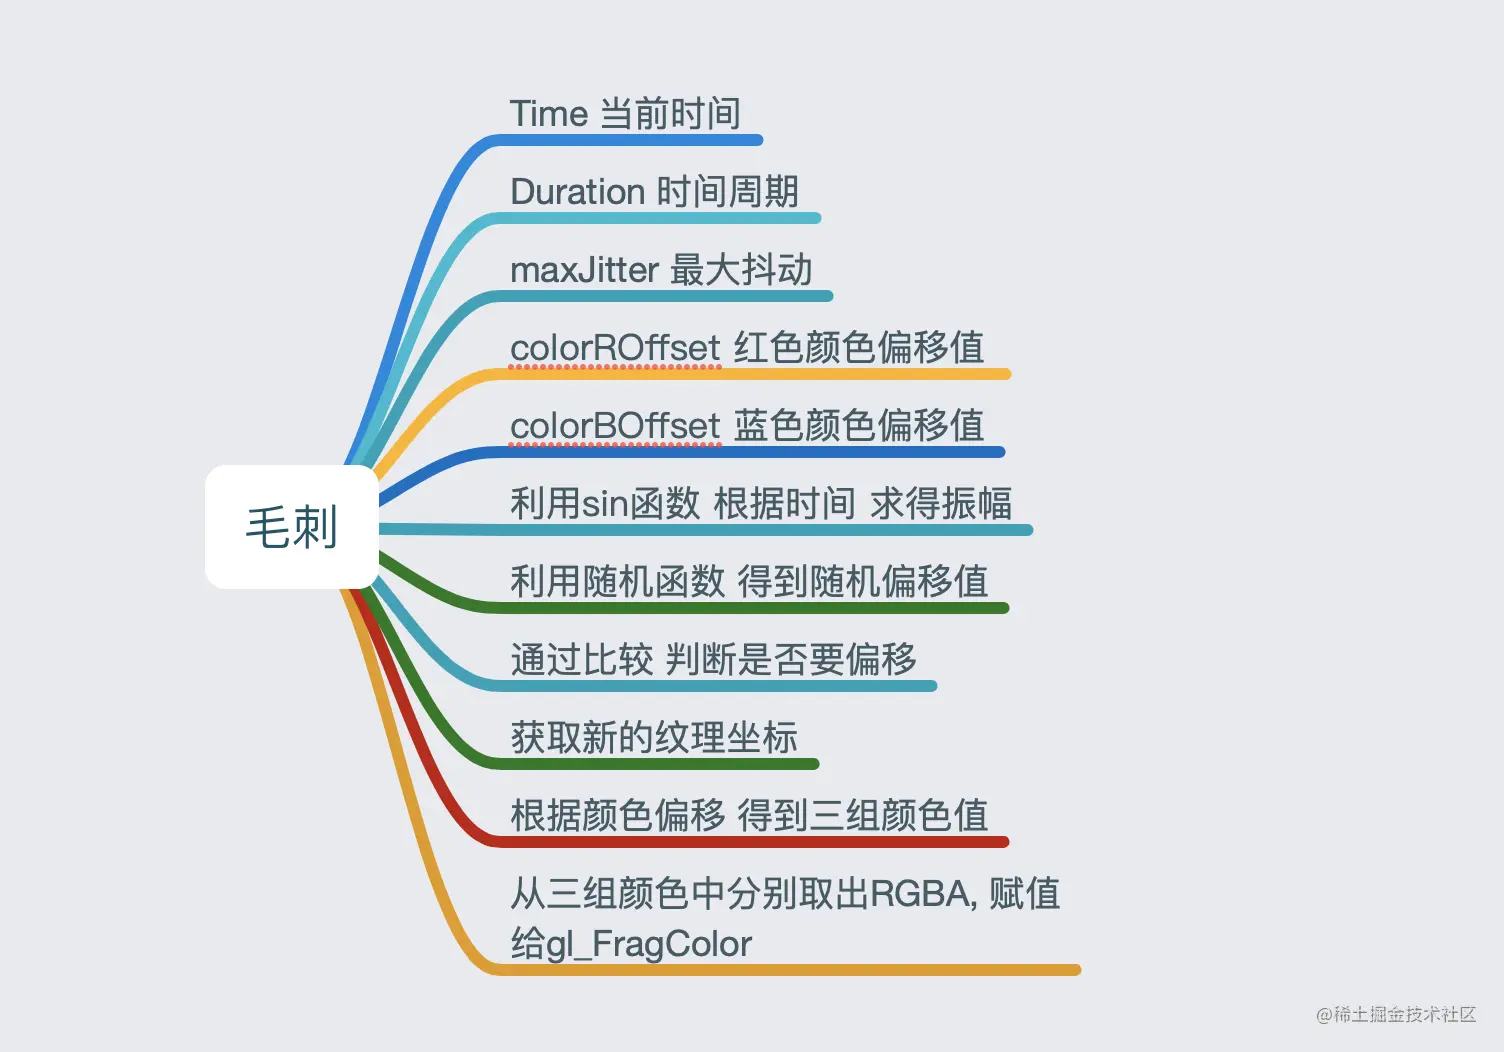 Time 当前时间
Duration 时间周期
maxJitter 最大抖动
colorROffset 红色颜色偏移值
colorBOffset 蓝色颜色偏移值
利用sin函数 根据时间 求得振幅
毛刺
利用随机函数 得到随机偏移值
通过比较 判断是否要偏移
获取新的纹理坐标
根据颜色偏移 得到三组颜色值
从三组颜色中分别取出RGBA, 赋值
给gl_FragColor
@稀土掘金技术社区